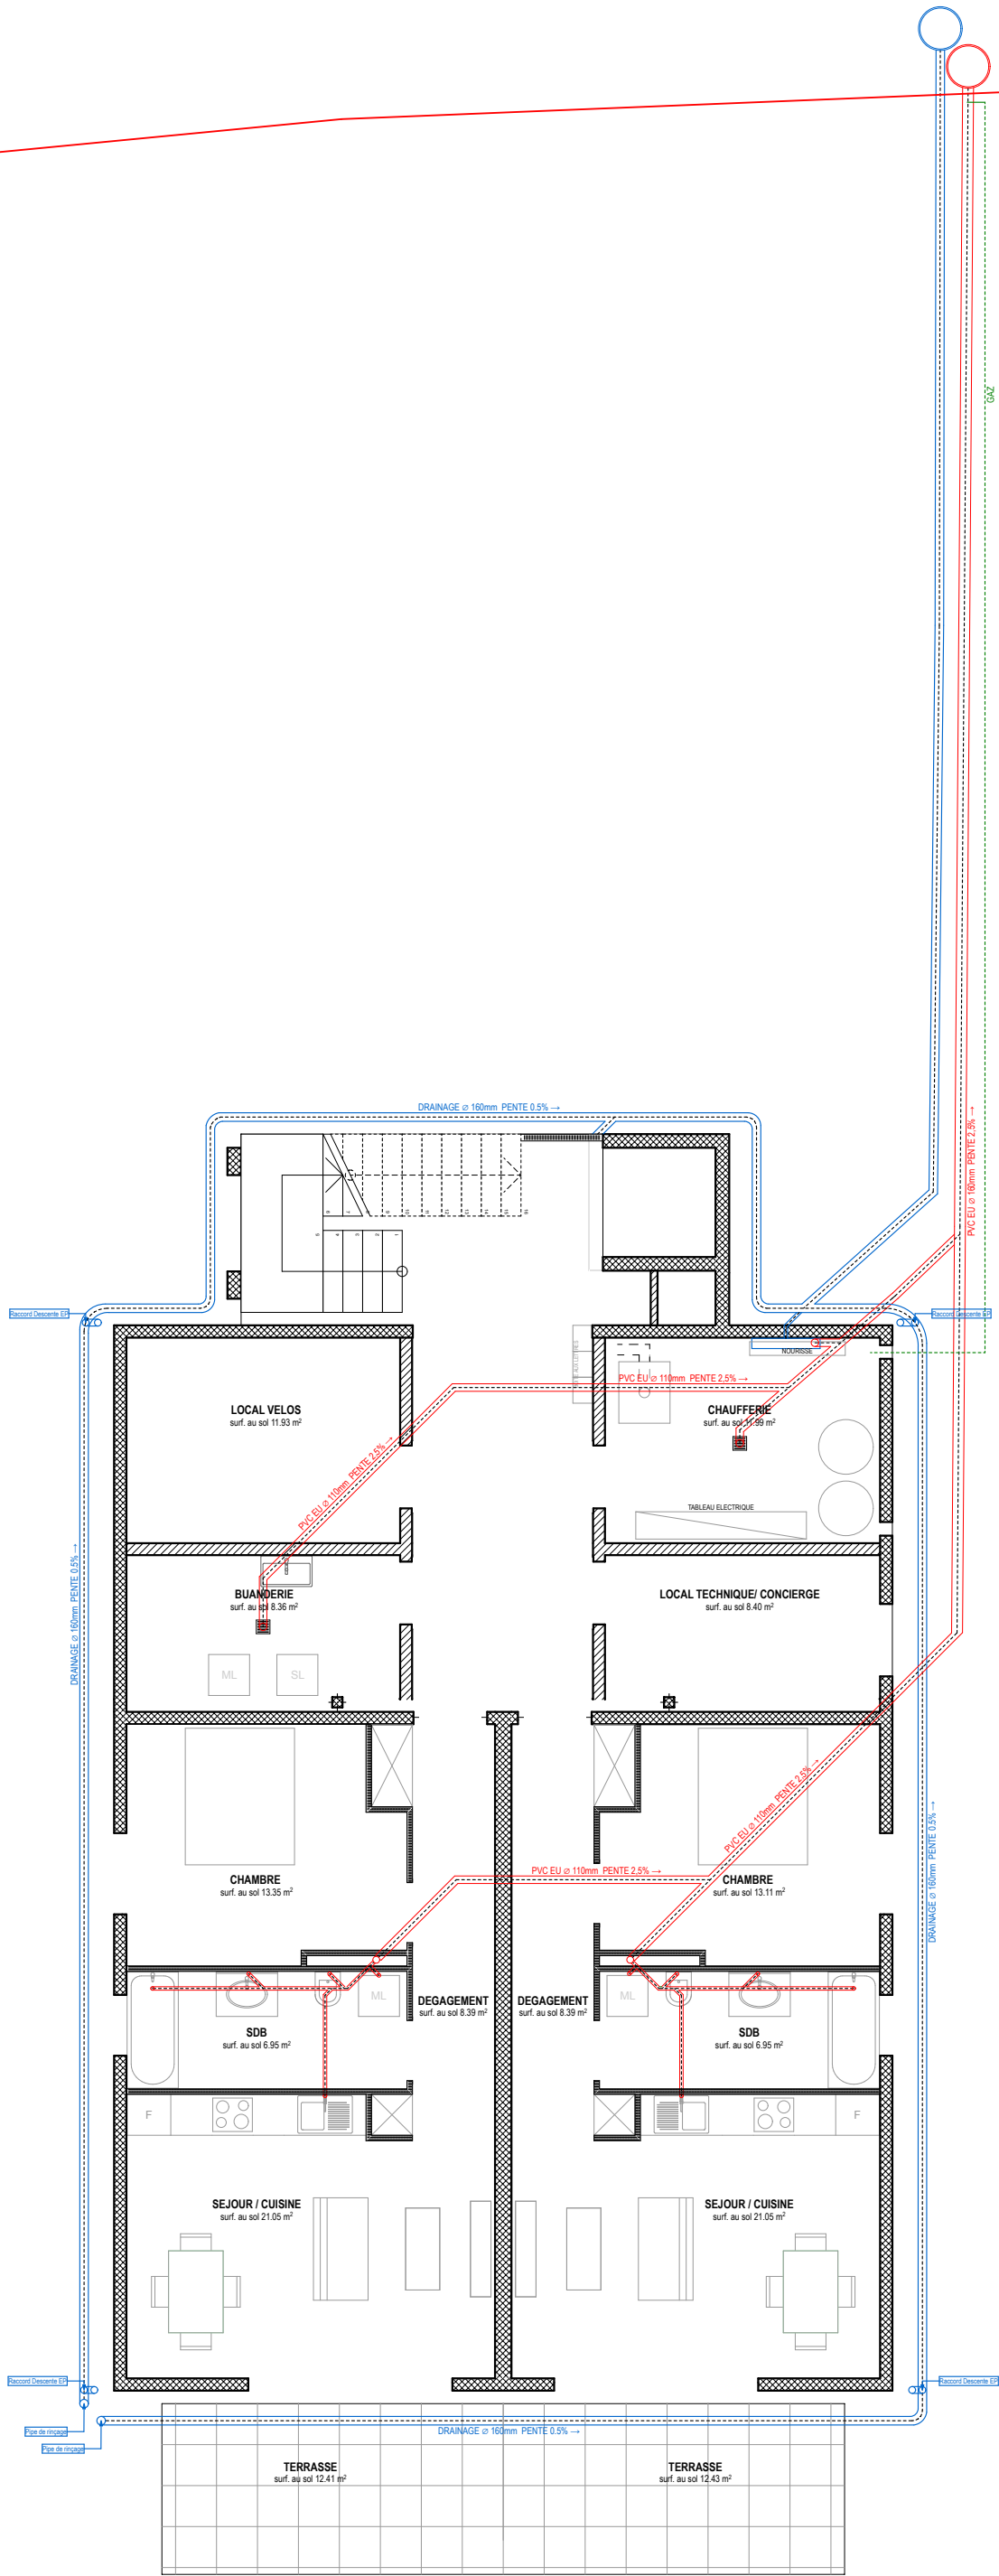 GAZ
DRAINAGE ⌀ 160mm  PENTE 0.5% →
PVC EU ⌀ 160mm  PENTE 2,5% →
Raccord Descente EP
Raccord Descente EP
NOURISSE
PVC EU ⌀ 110mm  PENTE 2,5% →
LOCAL VELOS
surf. au sol 11.93 m²
CHAUFFERIE
surf. au sol 11.99 m²
PVC EU ⌀ 110mm  PENTE 2,5% →
TABLEAU ELECTRIQUE
DRAINAGE ⌀ 160mm  PENTE 0.5% →
BUANDERIE
surf. au sol 8.36 m²
LOCAL TECHNIQUE/ CONCIERGE
surf. au sol 8.40 m²
ML
SL
PVC EU ⌀ 110mm  PENTE 2,5% →
PVC EU ⌀ 110mm  PENTE 2,5% →
CHAMBRE
surf. au sol 13.35 m²
CHAMBRE
surf. au sol 13.11 m²
DRAINAGE ⌀ 160mm  PENTE 0.5% →
ML
DEGAGEMENT
surf. au sol 8.39 m²
DEGAGEMENT
surf. au sol 8.39 m²
ML
SDB
surf. au sol 6.95 m²
SDB
surf. au sol 6.95 m²
F
F
SEJOUR / CUISINE
surf. au sol 21.05 m²
SEJOUR / CUISINE
surf. au sol 21.05 m²
Raccord Descente EP
Raccord Descente EP
Pipe de rinçage
Pipe de rinçage
DRAINAGE ⌀ 160mm  PENTE 0.5% →
TERRASSE
surf. au sol 12.41 m²
TERRASSE
surf. au sol 12.43 m²